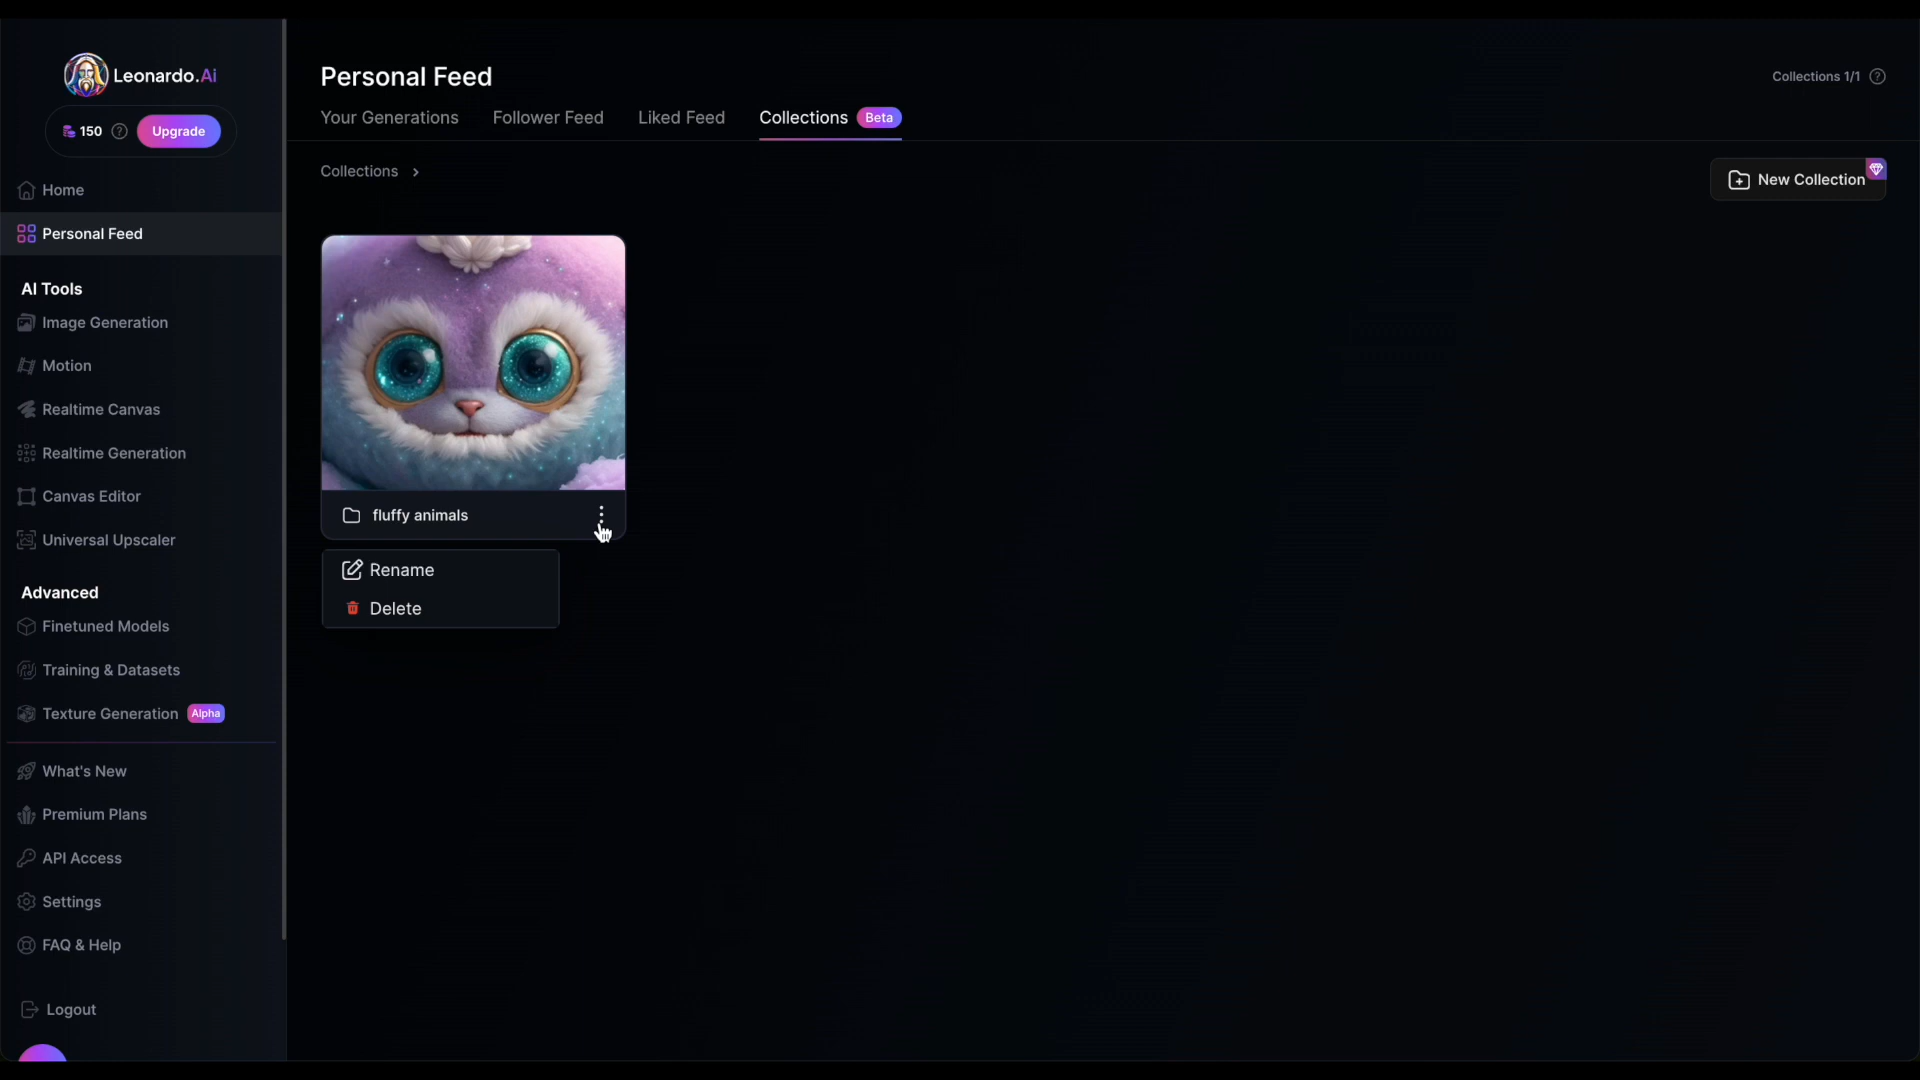 Leonardo.Ai
150
Upgrade
Home
Personal Feed
AI Tools
Image Generation
Motion
Realtime Canvas
Realtime Generation
Canvas Editor
Universal Upscaler
Advanced
Finetuned Models
Training & Datasets
Texture Generation Alpha
What's New
Premium Plans
API Access
Settings
FAQ & Help
Logout
Personal Feed
Collections 1/1
Your Generations Follower Feed Liked Feed Collections Beta
Collections
New Collection
fluffy animals
Rename
Delete